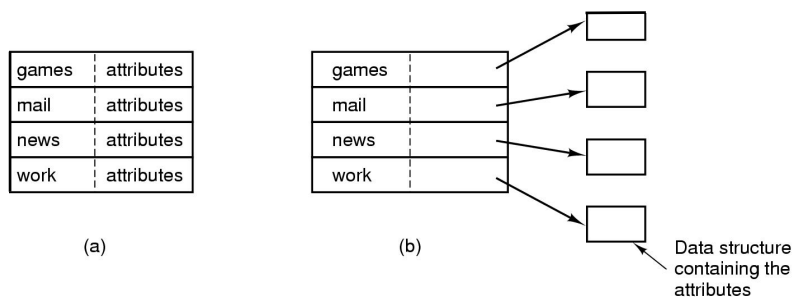 games attributes
mail attributes
news attributes
work attributes
(a)
games
mail
news
work
(b)
Data structure
containing the
attributes